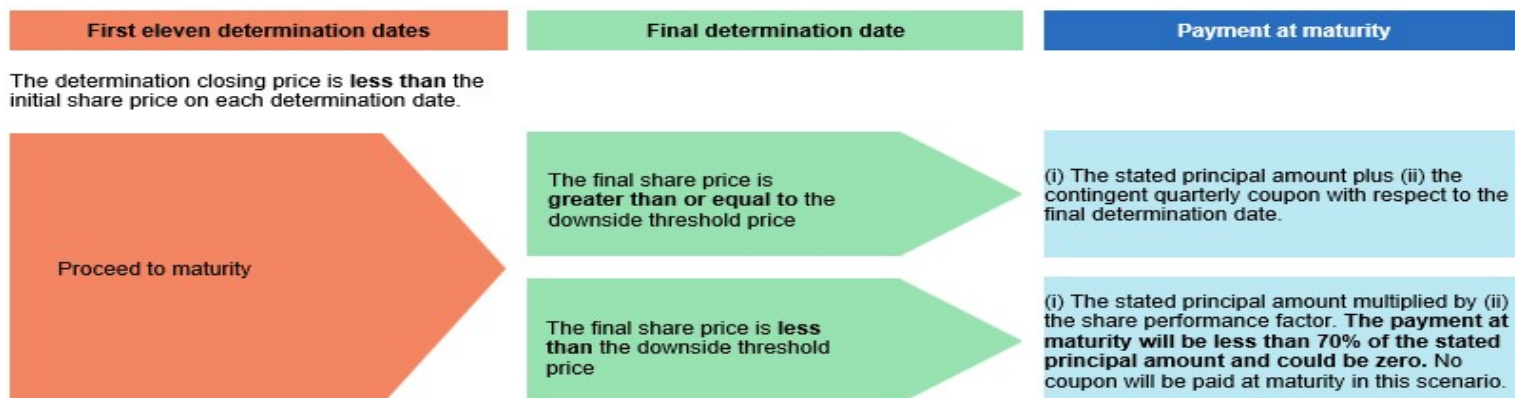 First eleven determination dates
Final determination date
Payment at maturity
The determination closing price is less than the
initial share price on each determination date.
Proceed to maturity
The final share price is
greater than or equal to the
downside threshold price
(i) The stated principal amount plus (ii) the
contingent quarterly coupon with respect to the
final determination date.
The final share price is less
than the downside threshold
price
(i) The stated principal amount multiplied by (ii)
the share performance factor. The payment at
maturity will be less than 70% of the stated
principal amount and could be zero. No
coupon will be paid at maturity in this scenario.